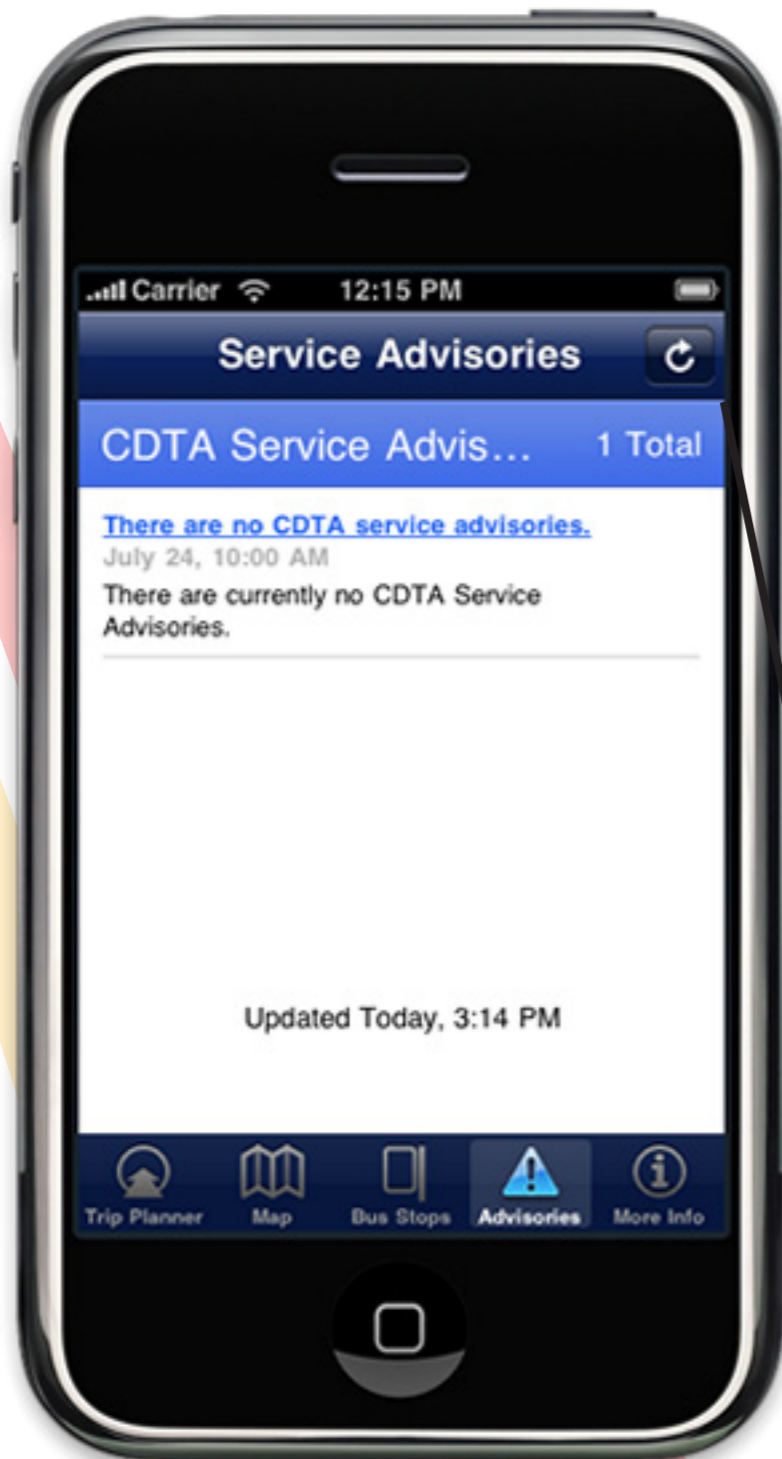 Carrier 12:15 PM
Service Advisories
CDTA Service Advis... 1 Total
There are no CDTA service advisories.
July 24, 10:00 AM
There are currently no CDTA Service
Advisories.
Updated Today, 3:14 PM
Trip Planner Map Bus Stops Advisories More Info